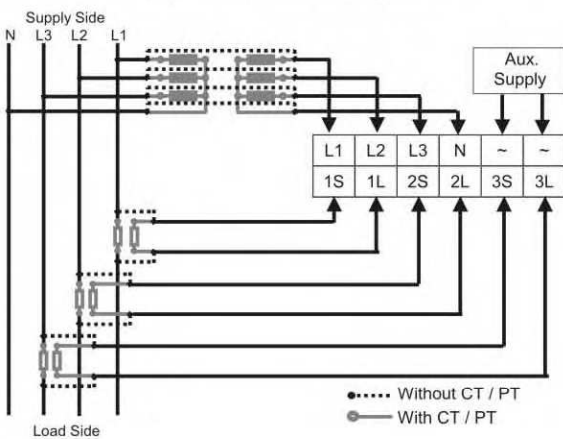 Supply Side
N L3 L2 L1
Aux.
Supply
L1 L2 L3 N ~ ~
1S 1L 2S 2L 3S 3L
Without CT / PT
With CT / PT
Load Side